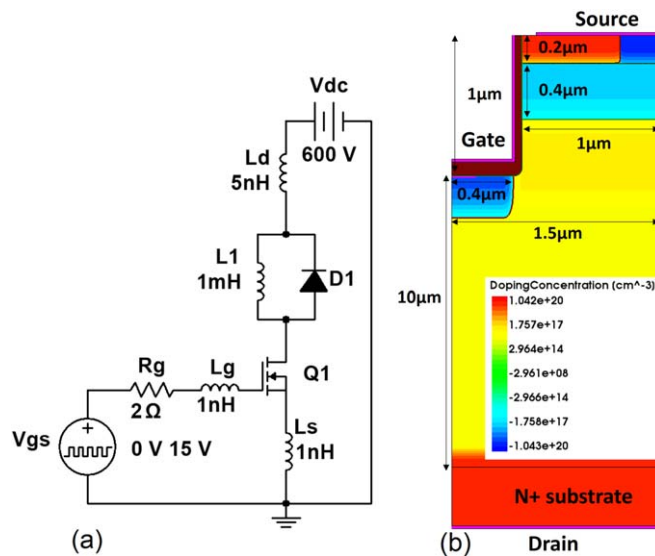 Vdc
600 V
Ld
5nH
L1
1mH
D1
Rg
2Ω
Lg
1nH
Q1
Vgs
0 V 15 V
Ls
1nH
(a)
Source
0.2μm
0.4μm
1μm
Gate
1μm
0.4μm
1.5μm
10μm
DopingConcentration (cm^-3)
1.042e+20
1.757e+17
2.964e+14
-2.961e+08
-2.966e+14
-1.758e+17
-1.043e+20
N+ substrate
(b)
Drain